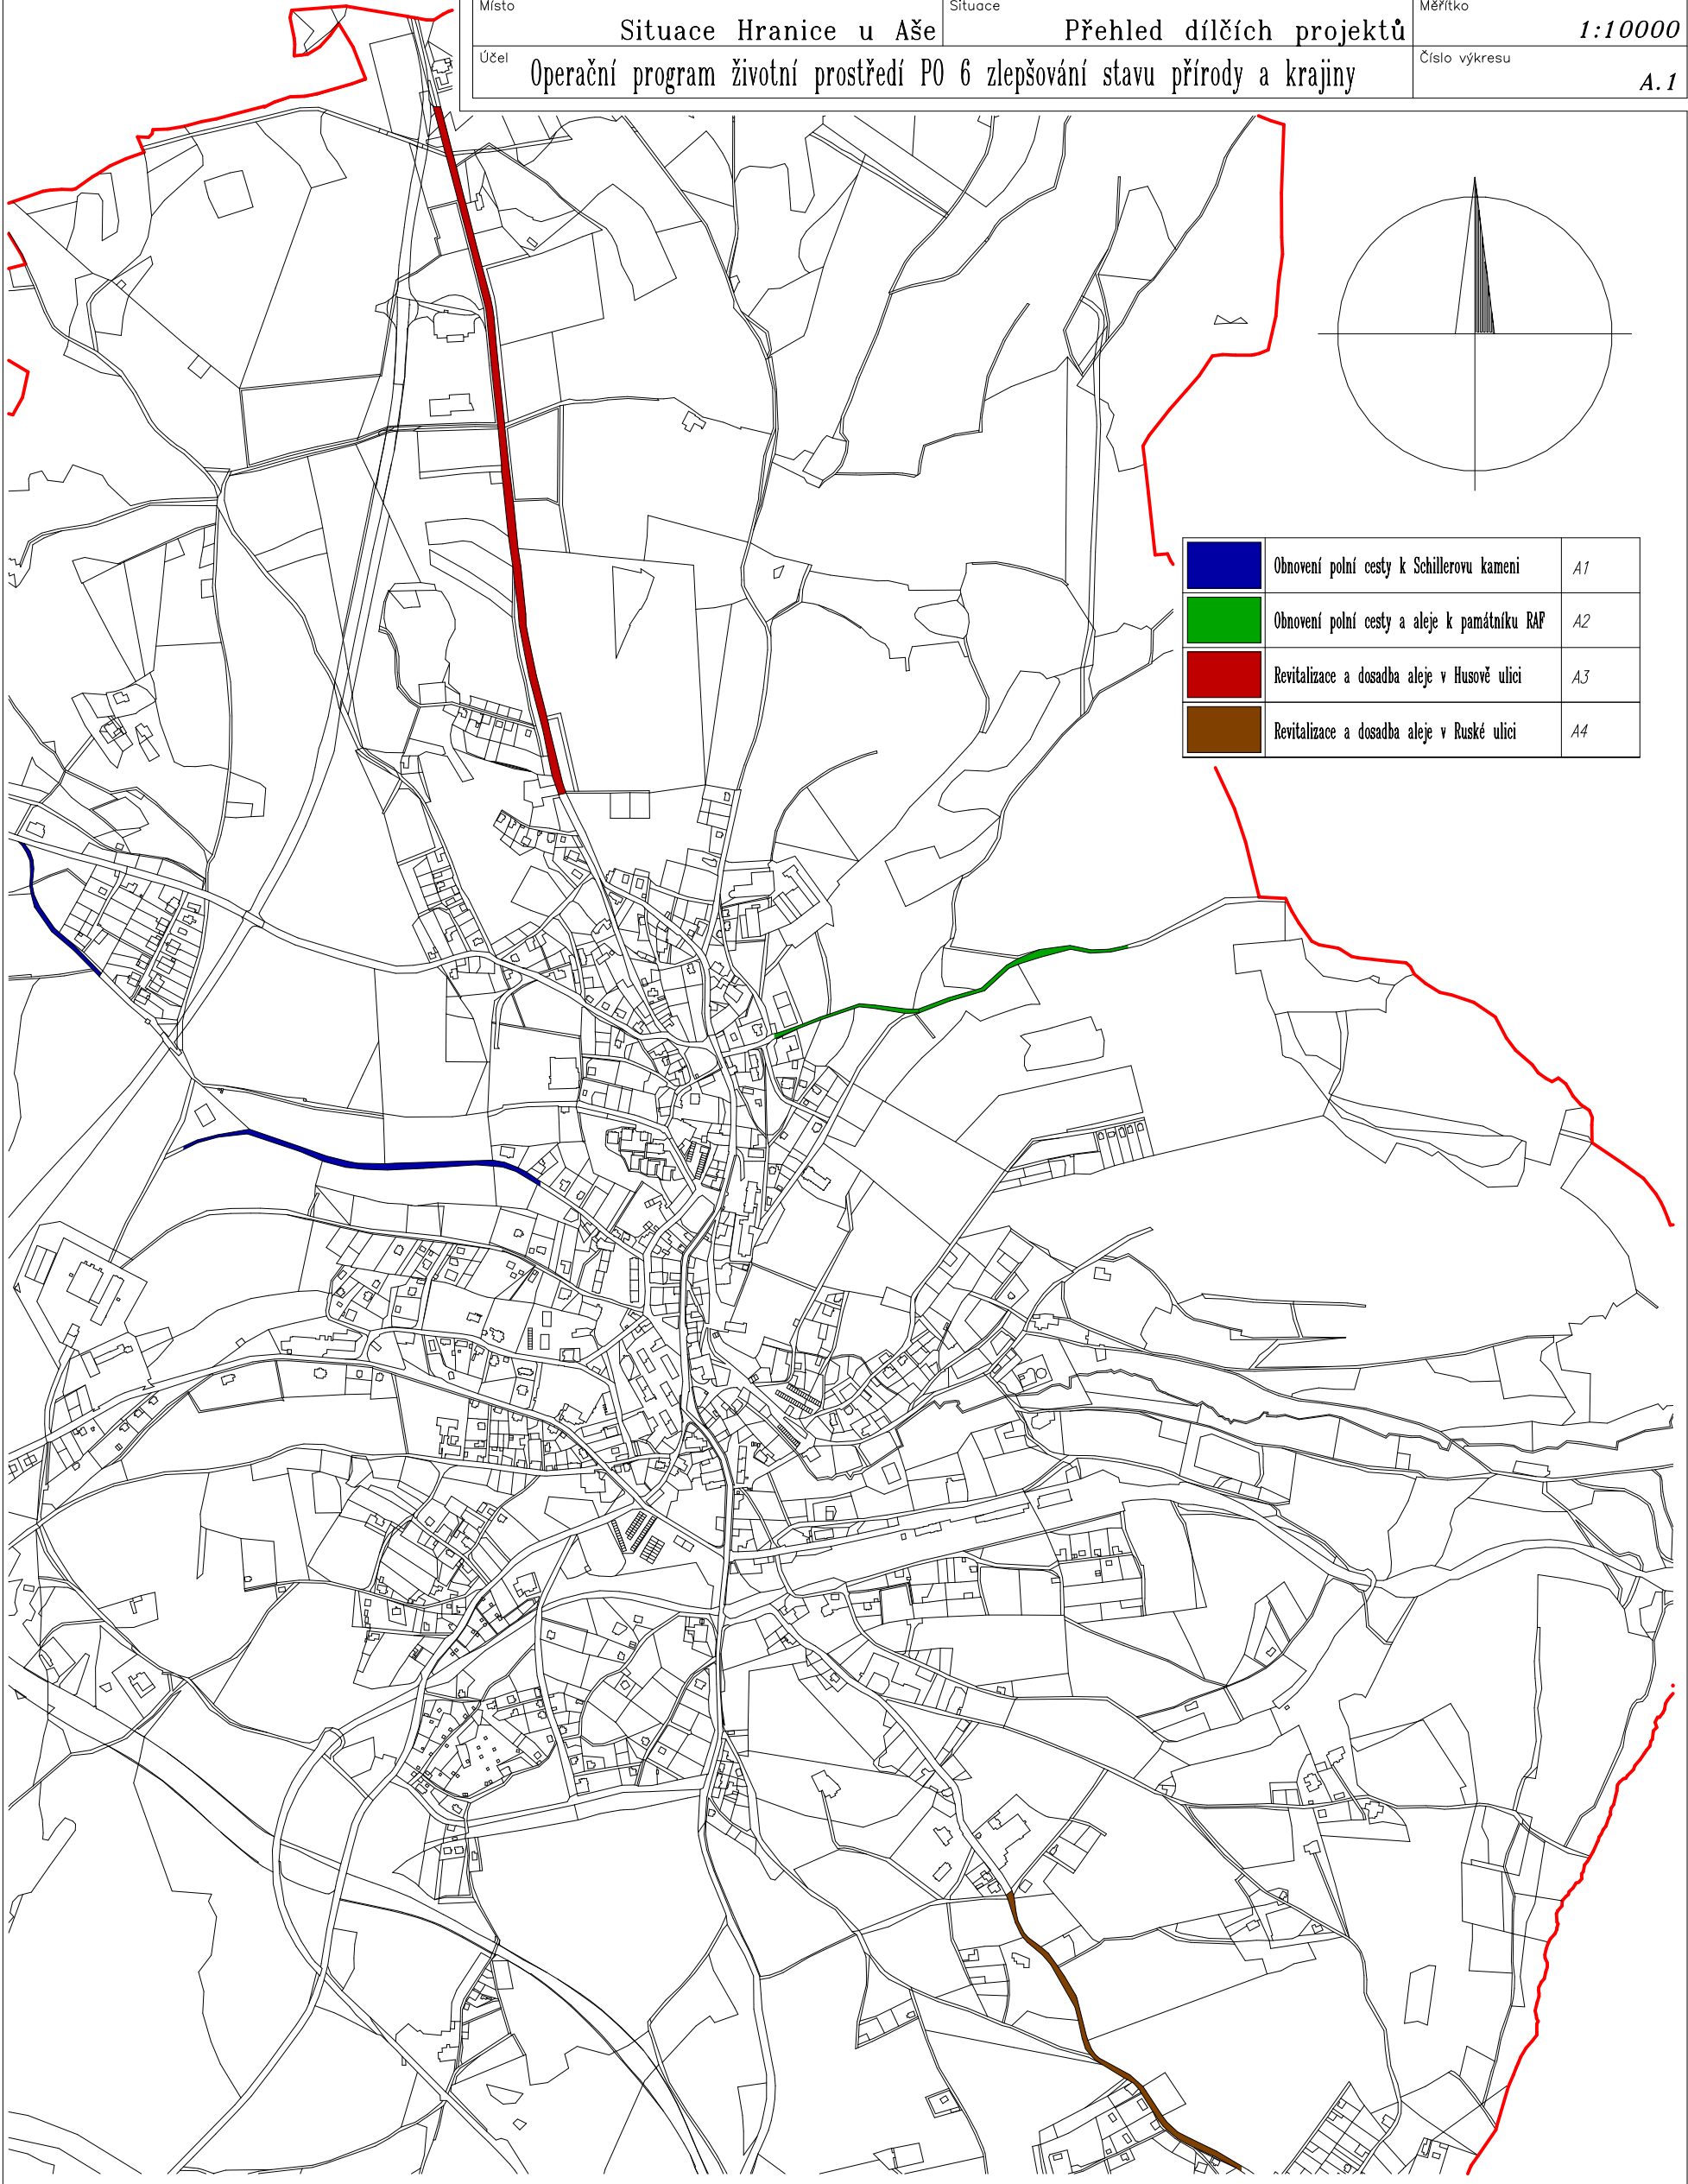 Místo
Situace Hranice u Aše
Situace
Přehled dílčích projektů
Měřítko
1:10000
Účel
Operační program životní prostředí PO 6 zlepšování stavu přírody a krajiny
Číslo výkresu
A.1
Obnovení polní cesty k Schillerovu kameni A1
Obnovení polní cesty a aleje k památníku RAF A2
Revitalizace a dosadba aleje v Husově ulici A3
Revitalizace a dosadba aleje v Ruské ulici A4